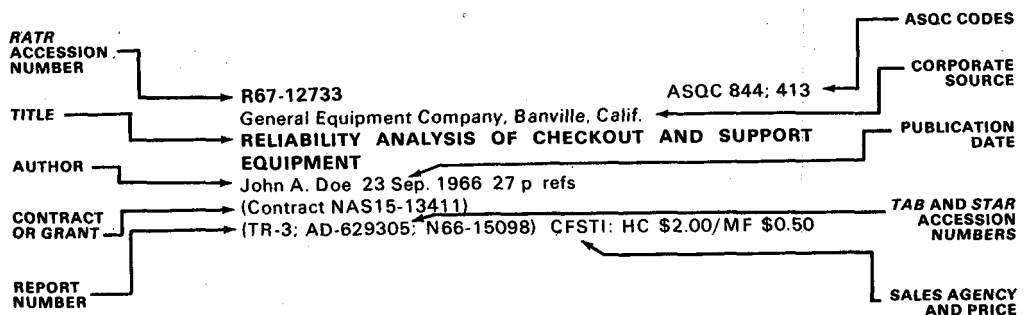 RATR
ACCESSION
NUMBER
ASQC CODES
R67-12733
ASQC 844; 413
CORPORATE
SOURCE
TITLE
General Equipment Company, Banville, Calif.
RELIABILITY ANALYSIS OF CHECKOUT AND SUPPORT
EQUIPMENT
PUBLICATION
DATE
AUTHOR
John A. Doe 23 Sep. 1966 27 p refs
CONTRACT
OR GRANT
(Contract NAS15-13411)
TAB AND STAR
ACCESSION
NUMBERS
(TR-3; AD-629305; N66-15098) CFSTI: HC $2.00/MF $0.50
REPORT
NUMBER
SALES AGENCY
AND PRICE